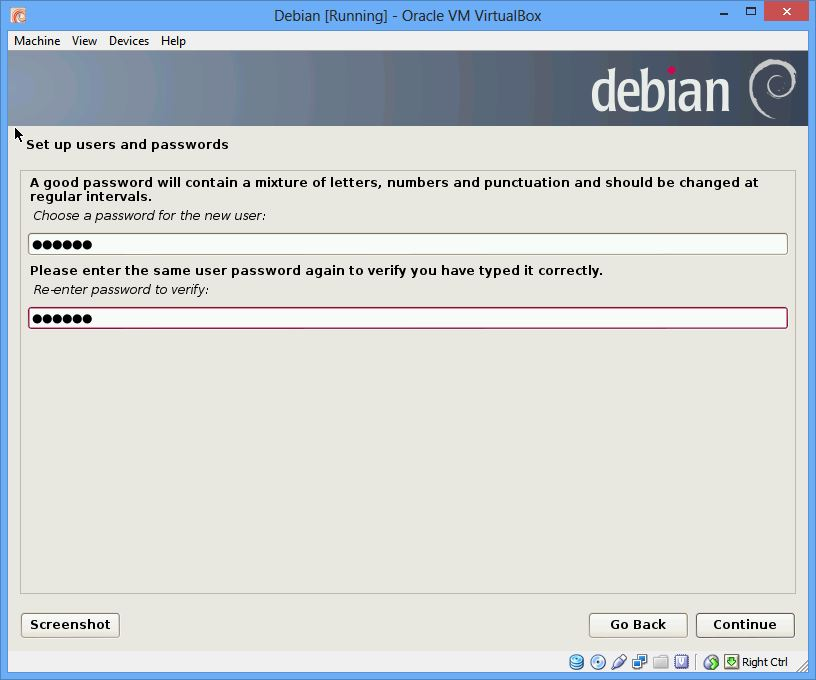 Debian [Running] - Oracle VM VirtualBox
Machine View Devices Help
debian
Set up users and passwords
A good password will contain a mixture of letters, numbers and punctuation and should be changed at
regular intervals.
Choose a password for the new user:
●●●●●●
Please enter the same user password again to verify you have typed it correctly.
Re-enter password to verify:
●●●●●●
Screenshot Go Back Continue
Right Ctrl